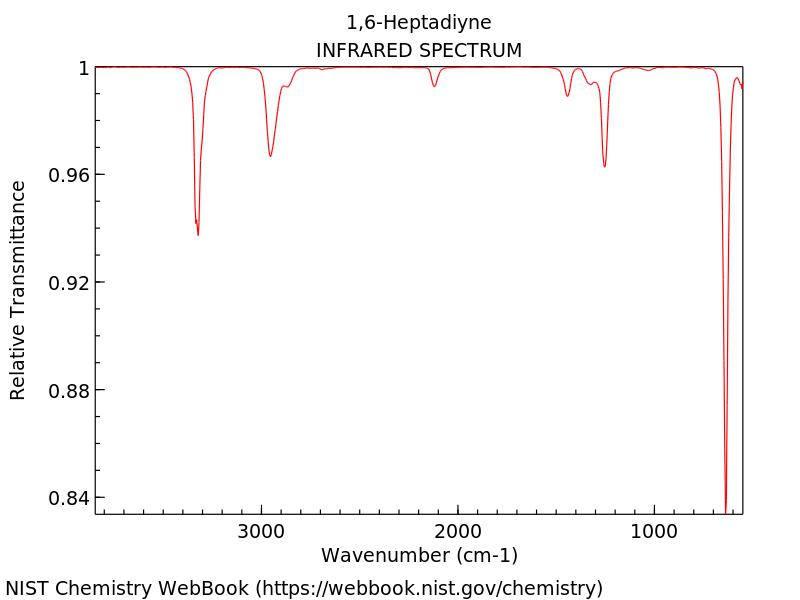 1,6-Heptadiyne
INFRARED SPECTRUM
1
0.96
0.92
0.88
0.84
Relative Transmittance
3000 2000 1000
Wavenumber (cm-1)
NIST Chemistry WebBook (https://webbook.nist.gov/chemistry)